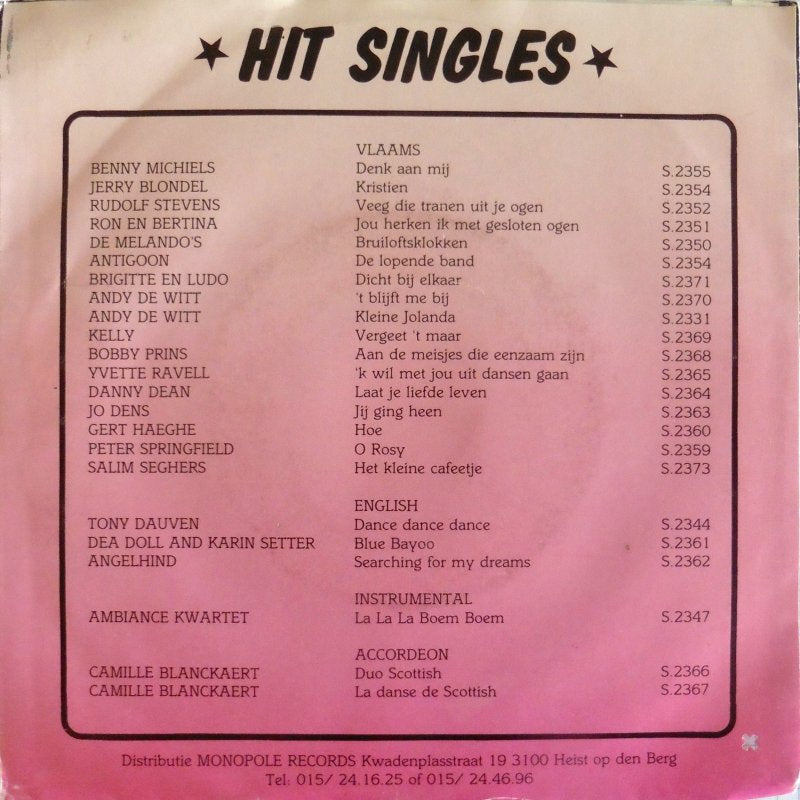 ★ HIT SINGLES ★
VLAAMS
BENNY MICHIELS Denk aan mij S.2355
JERRY BLONDEL Kristien S.2354
RUDOLF STEVENS Veeg die tranen uit je ogen S.2352
RON EN BERTINA Jou herken ik met gesloten ogen S.2351
DE MELANDO'S Bruiloftsklokken S.2350
ANTIGOON De lopende band S.2354
BRIGITTE EN LUDO Dicht bij elkaar S.2371
ANDY DE WITT 't blijft me bij S.2370
ANDY DE WITT Kleine Jolanda S.2331
KELLY Vergeet 't maar S.2369
BOBBY PRINS Aan de meisjes die eenzaam zijn S.2368
YVETTE RAVELL 'k wil met jou uit dansen gaan S.2365
DANNY DEAN Laat je liefde leven S.2364
JO DENS Jij ging heen S.2363
GERT HAEGHE Hoe S.2360
PETER SPRINGFIELD O Rosy S.2359
SALIM SEGHERS Het kleine cafeetje S.2373
ENGLISH
TONY DAUVEN Dance dance dance S.2344
DEA DOLL AND KARIN SETTER Blue Bayoo S.2361
ANGELHIND Searching for my dreams S.2362
INSTRUMENTAL
AMBIANCE KWARTET La La La Boem Boem S.2347
ACCORDEON
CAMILLE BLANCKAERT Duo Scottish S.2366
CAMILLE BLANCKAERT La danse de Scottish S.2367
Distributie MONOPOLE RECORDS Kwadenplasstraat 19 3100 Heist op den Berg
Tel: 015/ 24.16.25 of 015/ 24.46.96